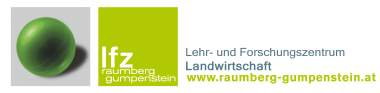 lfz
raumberg
gumpenstein
Lehr- und Forschungszentrum
Landwirtschaft
www.raumberg-gumpenstein.at